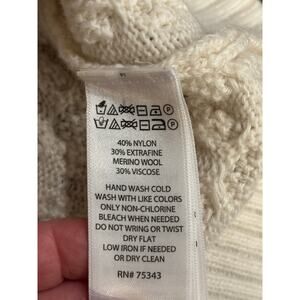 40% NYLON
30% EXTRAFINE
MERINO WOOL
30% VISCOSE
HAND WASH COLD
WASH WITH LIKE COLORS
ONLY NON-CHLORINE
BLEACH WHEN NEEDED
DO NOT WRING OR TWIST
DRY FLAT
LOW IRON IF NEEDED
OR DRY CLEAN
RN# 75343